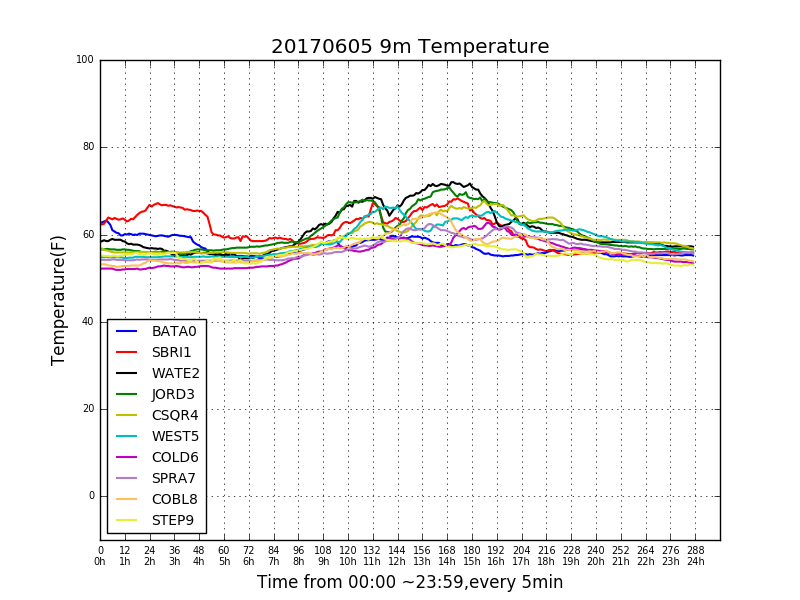 20170605 9m Temperature
100
80
60
40
20
0
Temperature(F)
BATA0
SBRI1
WATE2
JORD3
CSQR4
WEST5
COLD6
SPRA7
COBL8
STEP9
0 12 24 36 48 60 72 84 96 108 120 132 144 156 168 180 192 204 216 228 240 252 264 276 288
0h 1h 2h 3h 4h 5h 6h 7h 8h 9h 10h 11h 12h 13h 14h 15h 16h 17h 18h 19h 20h 21h 22h 23h 24h
Time from 00:00 ~23:59,every 5min